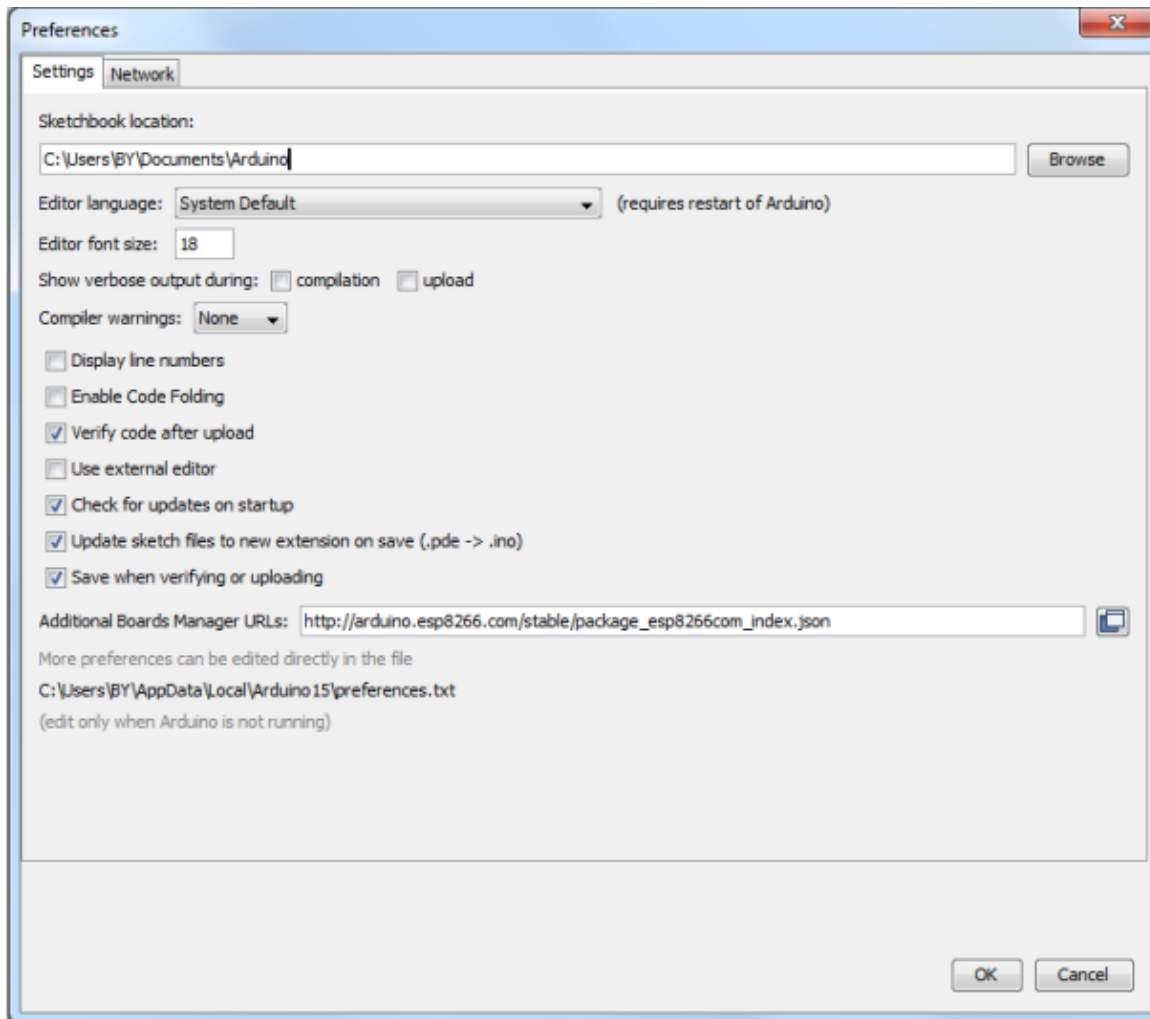 Preferences
Settings Network
Sketchbook location:
C:\Users\BY\Documents\Arduino Browse
Editor language: System Default (requires restart of Arduino)
Editor font size: 18
Show verbose output during: compilation upload
Compiler warnings: None
Display line numbers
Enable Code Folding
Verify code after upload
Use external editor
Check for updates on startup
Update sketch files to new extension on save (.pde -> .ino)
Save when verifying or uploading
Additional Boards Manager URLs: http://arduino.esp8266.com/stable/package_esp8266com_index.json
More preferences can be edited directly in the file
C:\Users\BY\AppData\Local\Arduino15\preferences.txt
(edit only when Arduino is not running)
OK Cancel